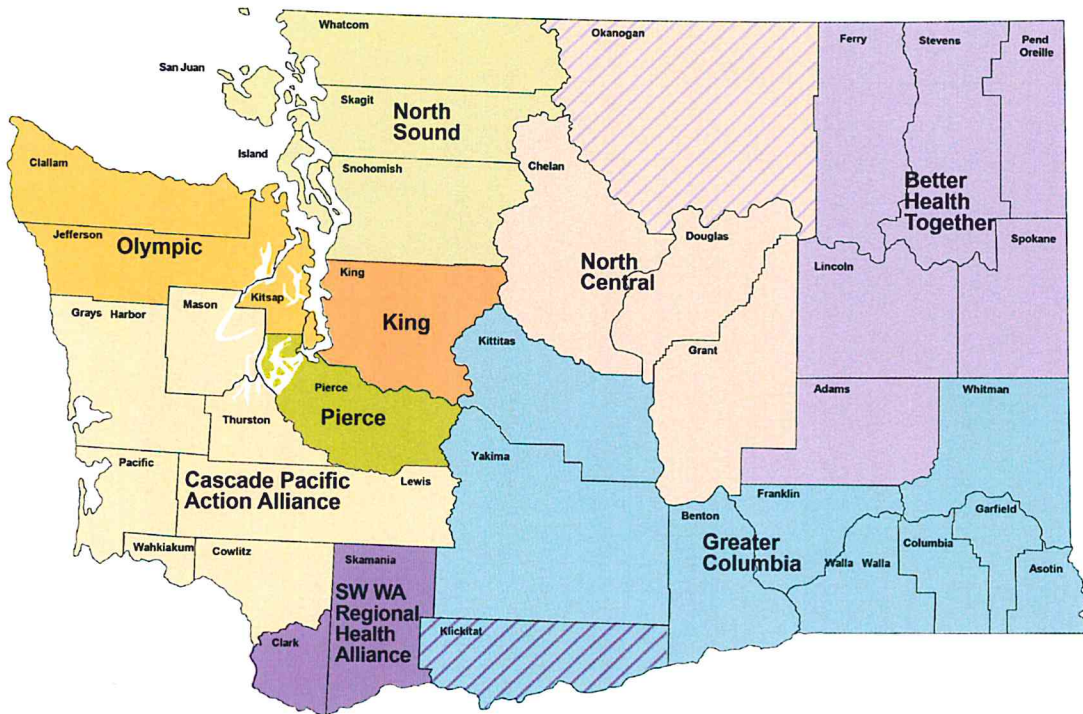 Whatcom
Okanogan
Ferry
Stevens
Pend
Oreille
San Juan
Skagit
North
Sound
Island
Snohomish
Chelan
Clallam
Better
Health
Together
Jefferson
Olympic
Douglas
Spokane
King
North
Central
Lincoln
Mason
Kitsap
Grays Harbor
King
Kittitas
Grant
Pierce
Adams
Whitman
Thurston
Pierce
Yakima
Pacific
Cascade Pacific
Action Alliance
Lewis
Franklin
Benton
Garfield
Greater
Columbia
Columbia
Wahkiakum
Cowlitz
Skamania
Walla Walla
Asotin
SW WA
Regional
Health
Alliance
Clark
Klickitat